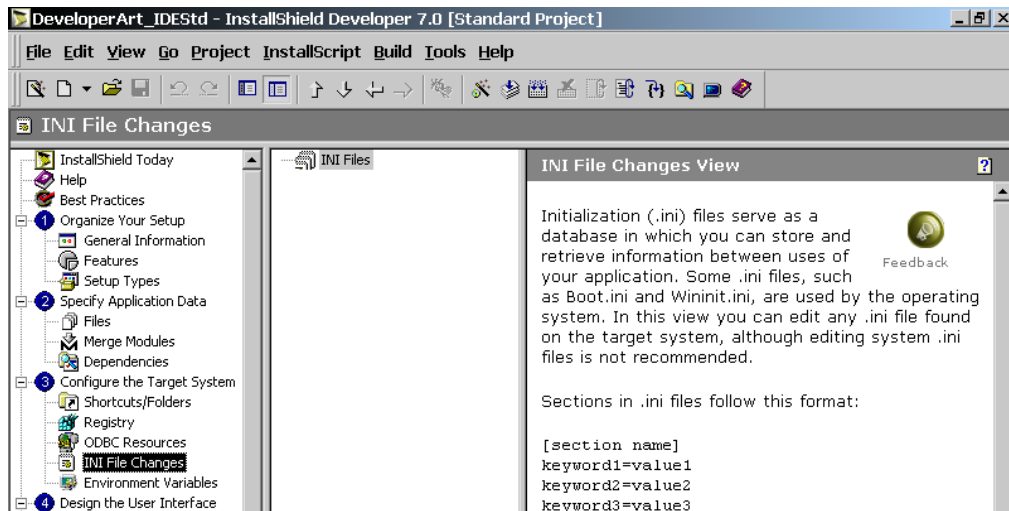 DeveloperArt_IDEStd - InstallShield Developer 7.0 [Standard Project]
File Edit View Go Project InstallScript Build Tools Help
INI File Changes
InstallShield Today
Help
Best Practices
1 Organize Your Setup
General Information
Features
Setup Types
2 Specify Application Data
Files
Merge Modules
Dependencies
3 Configure the Target System
Shortcuts/Folders
Registry
ODBC Resources
INI File Changes
Environment Variables
4 Design the User Interface
INI Files
INI File Changes View
?
Initialization (.ini) files serve as a
database in which you can store and
retrieve information between uses of
your application. Some .ini files, such
as Boot.ini and Wininit.ini, are used by the operating
system. In this view you can edit any .ini file found
on the target system, although editing system .ini
files is not recommended.
Feedback
Sections in .ini files follow this format:
[section name]
keyword1=value1
keyword2=value2
keyword3=value3